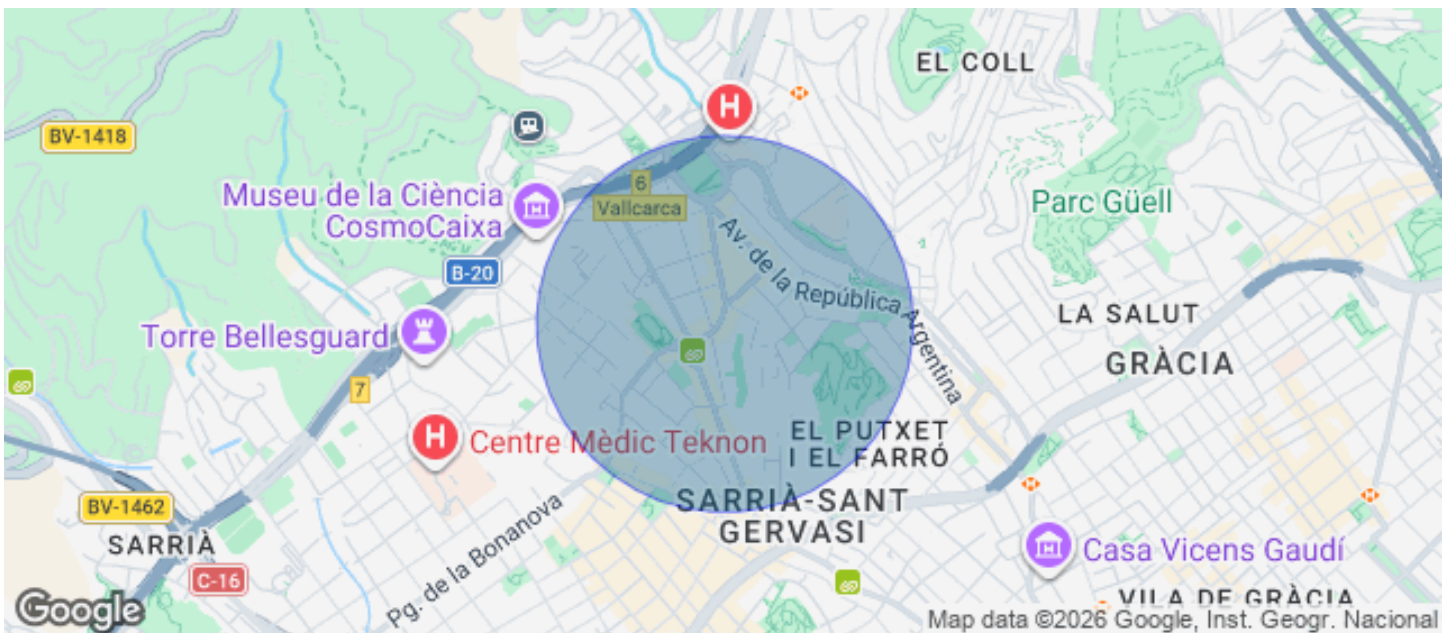 EL COLL
H
BV-1418
6
Vallcarca
Museu de la Ciència
CosmoCaixa
Parc Güell
B-20
Av. de la República Argentina
LA SALUT
Torre Bellesguard
GRÀCIA
7
H
Centre Mèdic Teknon
EL PUTXET
I EL FARRÓ
BV-1462
SARRIÀ-SANT
GERVASI
SARRIÀ
Pg. de la Bonanova
Casa Vicens Gaudí
C-16
VILA DE GRÀCIA
Google
Map data ©2026 Google, Inst. Geogr. Nacional